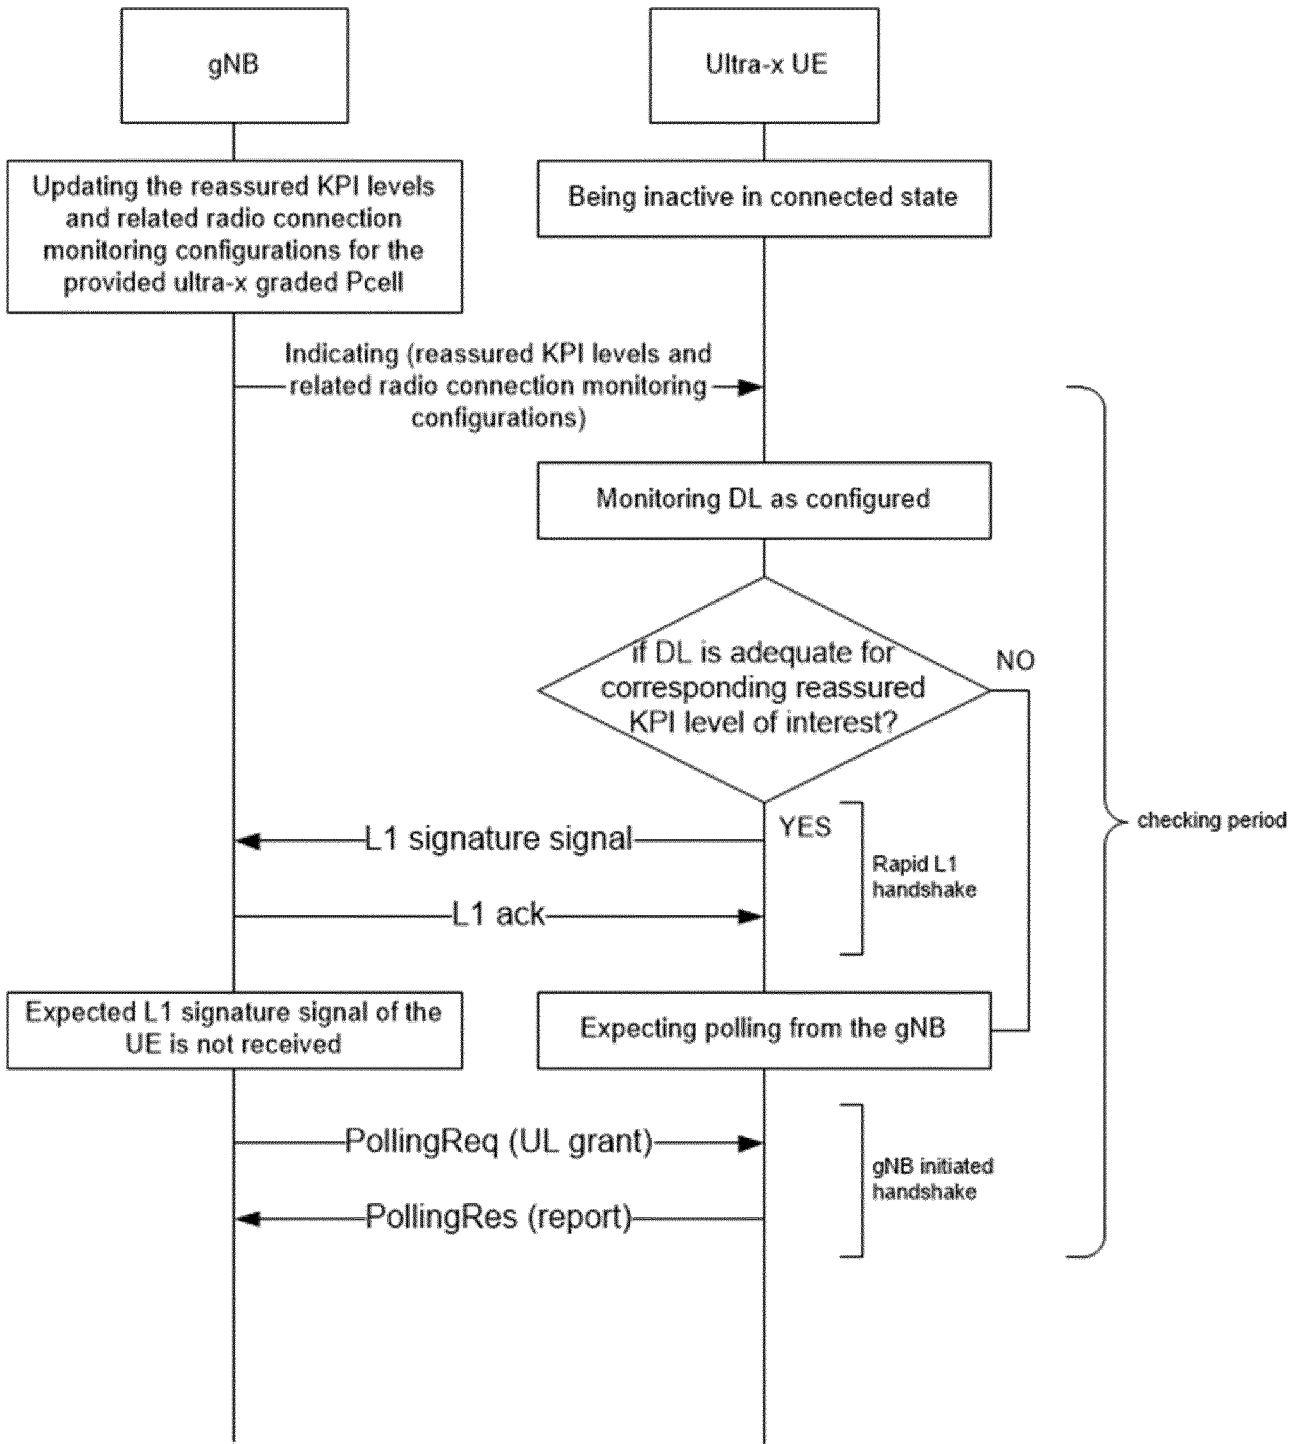 gNB
Ultra-x UE
Updating the reassured KPI levels
and related radio connection
monitoring configurations for the
provided ultra-x graded Pcell
Being inactive in connected state
Indicating (reassured KPI levels and
related radio connection monitoring
configurations)
Monitoring DL as configured
if DL is adequate for
corresponding reassured
KPI level of interest?
NO
YES
L1 signature signal
L1 ack
Rapid L1
handshake
checking period
Expected L1 signature signal of the
UE is not received
Expecting polling from the gNB
PollingReq (UL grant)
PollingRes (report)
gNB initiated
handshake